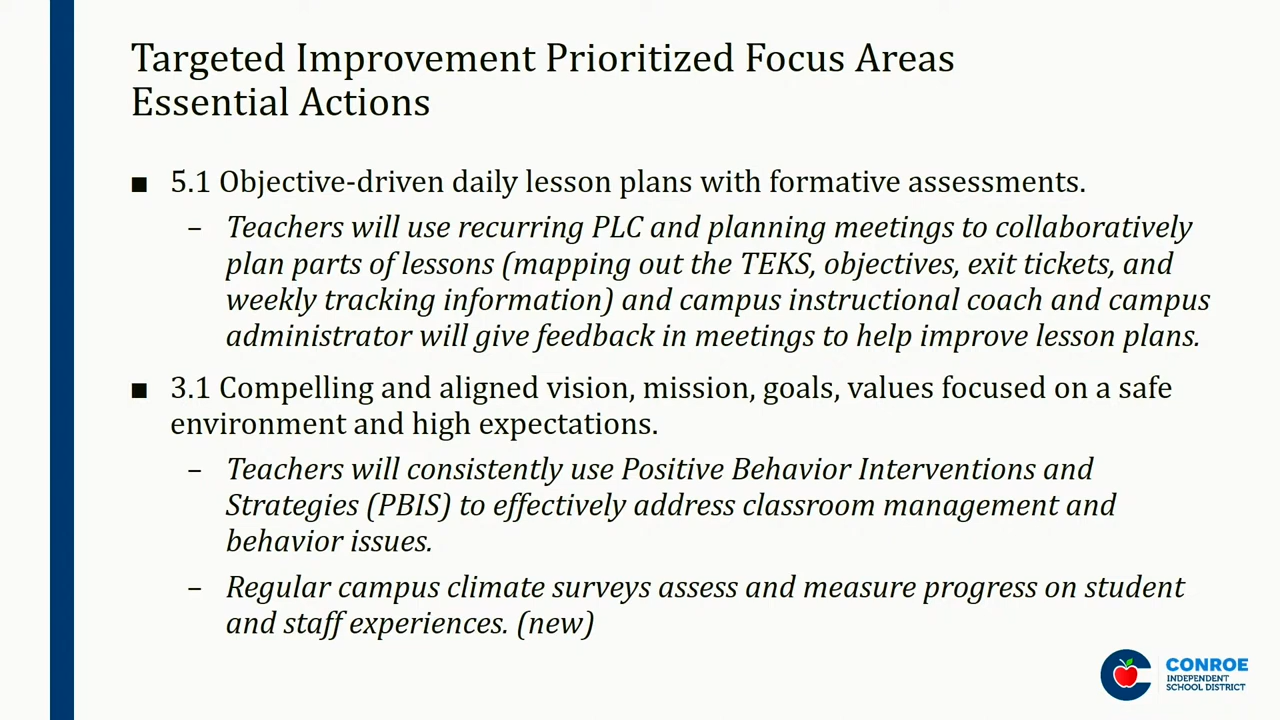 Targeted Improvement Prioritized Focus Areas
Essential Actions
■ 5.1 Objective-driven daily lesson plans with formative assessments.
– Teachers will use recurring PLC and planning meetings to collaboratively
plan parts of lessons (mapping out the TEKS, objectives, exit tickets, and
weekly tracking information) and campus instructional coach and campus
administrator will give feedback in meetings to help improve lesson plans.
■ 3.1 Compelling and aligned vision, mission, goals, values focused on a safe
environment and high expectations.
– Teachers will consistently use Positive Behavior Interventions and
Strategies (PBIS) to effectively address classroom management and
behavior issues.
– Regular campus climate surveys assess and measure progress on student
and staff experiences. (new)
CONROE
INDEPENDENT
SCHOOL DISTRICT